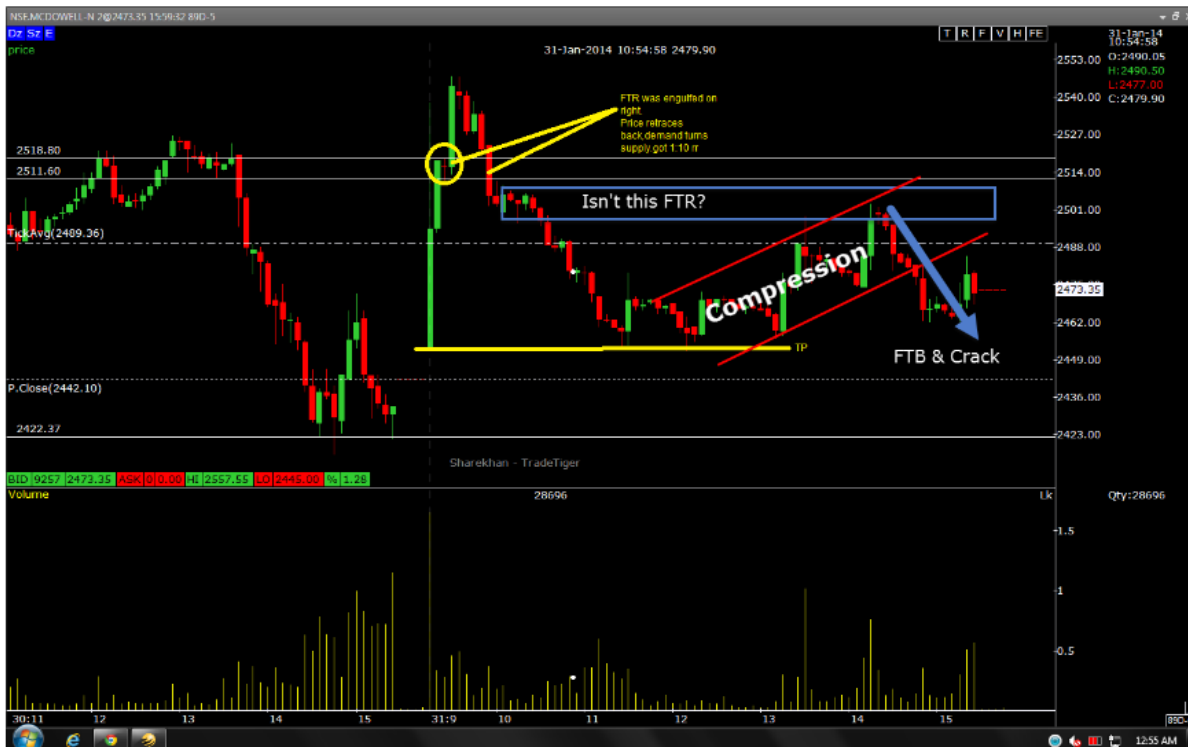 NSE.MCDOWELL-N 2@2473.35 15:59:32 89D-5
Dz Sz E
T R F V H FE
31-Jan-14
10:54:58
price
31-Jan-2014 10:54:58 2479.90
O:2490.05
H:2490.50
L:2477.00
C:2479.90
2553.00
2540.00
2527.00
2514.00
2501.00
2488.00
2473.35
2462.00
2449.00
2436.00
2423.00
FTR was engulfed on
right.
Price retraces
back,demand turns
supply.got 1:10 rr
2518.80
2511.60
Isn't this FTR?
TickAvg(2489.36)
Compression
TP
FTB & Crack
P.Close(2442.10)
2422.37
Sharekhan - TradeTiger
BID 9257 2473.35 ASK 0 0.00 HI 2557.55 LO 2445.00 % 1.28
Volume
28696
Lk
Qty:28696
1.5
1
0.5
30:11 12 13 14 15 31:9 10 11 12 13 14 15
89D-
12:55 AM